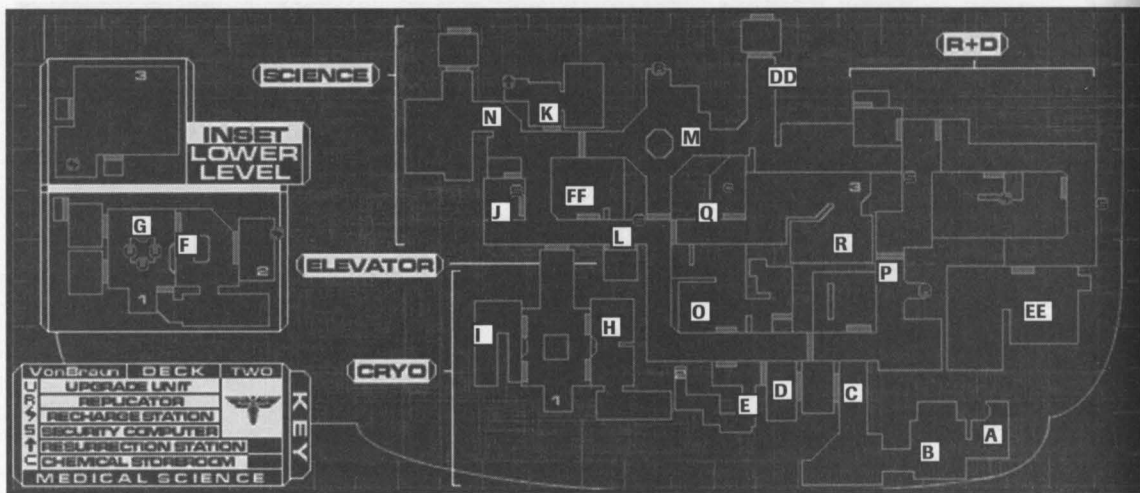 SCIENCE
R+D
DD
3
N
K
M
INSET
LOWER
LEVEL
J
FF
Q
3
G
F
L
R
P
ELEVATOR
2
1
O
EE
I
H
CRYO
1
E
D
C
B
A
VonBraun DECK TWO
U UPGRADE UNIT
R REPLICATOR
RECHARGE STATION
S SECURITY COMPUTER
↑ RESURRECTION STATION
C CHEMICAL STOREROOM
MEDICAL SCIENCE
KEY